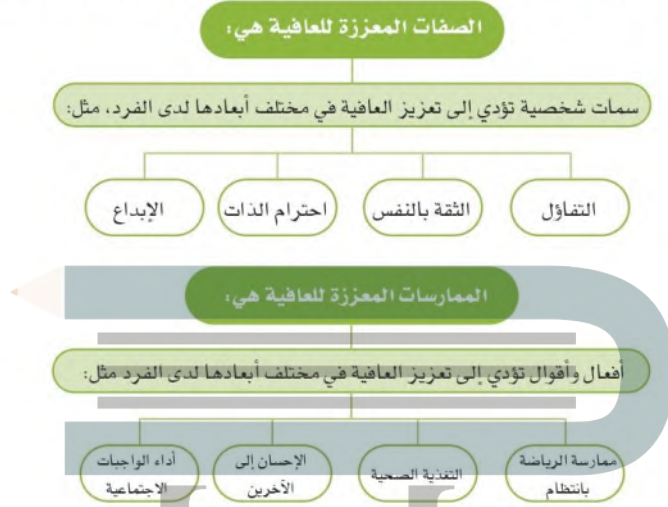 الصفات المعززة للعافية هي:
سمات شخصية تؤدي إلى تعزيز العافية في مختلف أبعادها لدى الفرد، مثل:
التفاؤل
الثقة بالنفس
احترام الذات
الإبداع
الممارسات المعززة للعافية هي:
أفعال وأقوال تؤدي إلى تعزيز العافية في مختلف أبعادها لدى الفرد مثل:
ممارسة الرياضة
بانتظام
التغذية الصحية
الإحسان إلى
الآخرين
أداء الواجبات
الاجتماعية